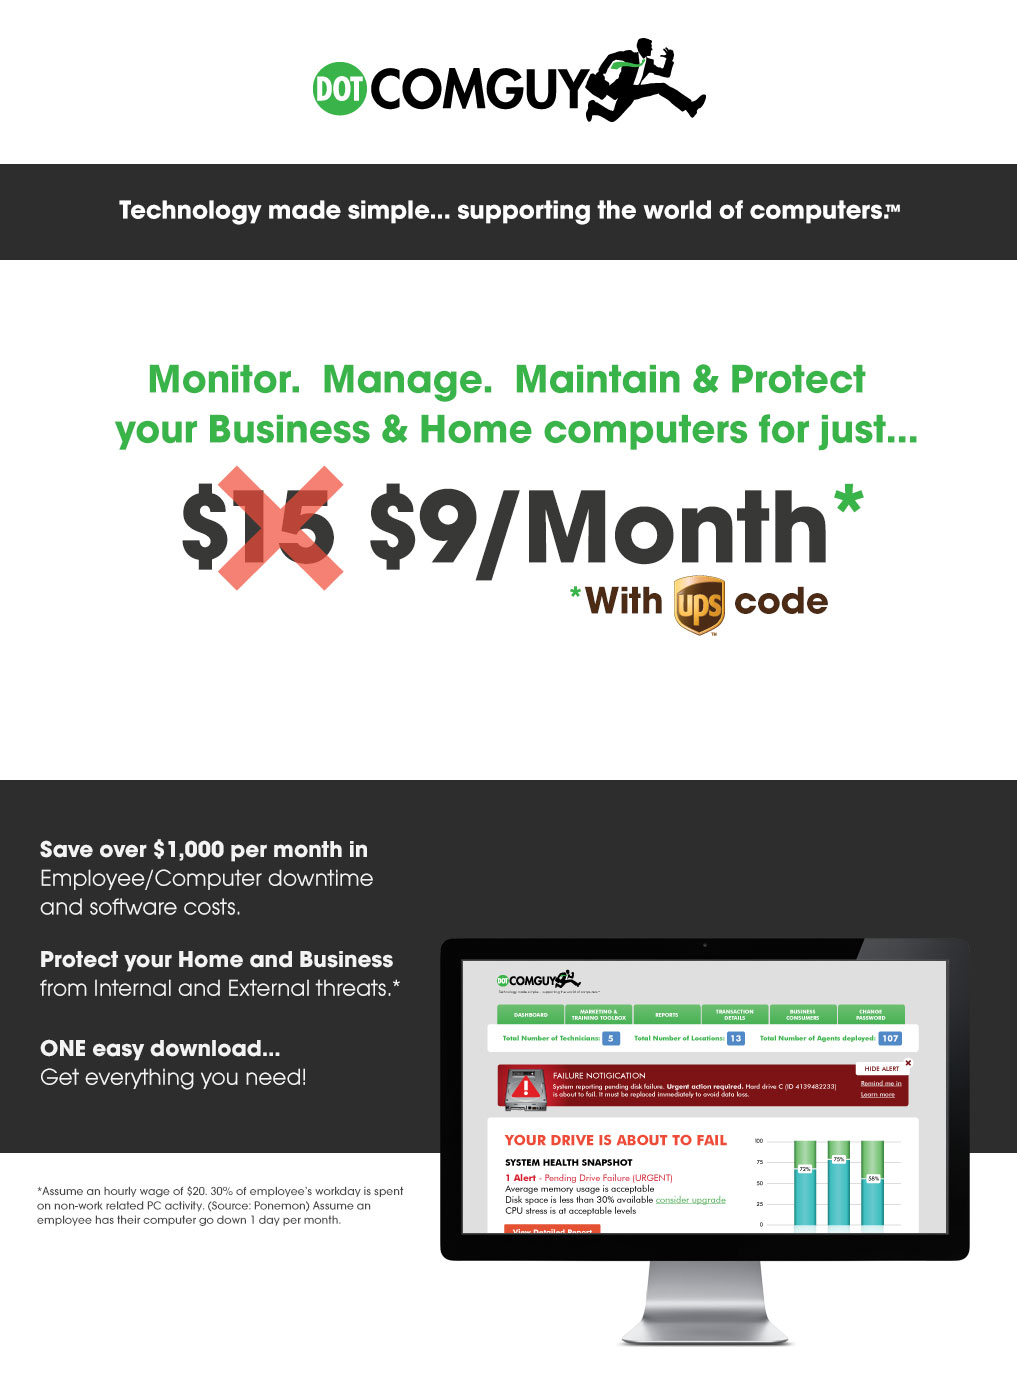 DOT COMGUY
Technology made simple... supporting the world of computers.™
Monitor. Manage. Maintain & Protect
your Business & Home computers for just...
$15 $9/Month*
*With ups code
Save over $1,000 per month in
Employee/Computer downtime
and software costs.
Protect your Home and Business
from Internal and External threats.*
ONE easy download...
Get everything you need!
*Assume an hourly wage of $20. 30% of employee's workday is spent
on non-work related PC activity. (Source: Ponemon) Assume an
employee has their computer go down 1 day per month.
DOT COMGUY
Technology made simple... supporting the world of computers.™
DASHBOARD
MARKETING &
TRAINING TOOLBOX
REPORTS
TRANSACTION
DETAILS
BUSINESS
CONSUMERS
CHANGE
PASSWORD
Total Number of Technicians: 5 Total Number of Locations: 13 Total Number of Agents deployed: 107
HIDE ALERT
FAILURE NOTIGICATION
System reporting pending disk failure. Urgent action required. Hard drive C (ID 4139482233)
is about to fail. It must be replaced immediately to avoid data loss.
Remind me in
Learn more
YOUR DRIVE IS ABOUT TO FAIL
SYSTEM HEALTH SNAPSHOT
1 Alert - Pending Drive Failure (URGENT)
Average memory usage is acceptable
Disk space is less than 30% available consider upgrade
CPU stress is at acceptable levels
View Detailed Report
100
75
50
25
0
72%
75%
58%